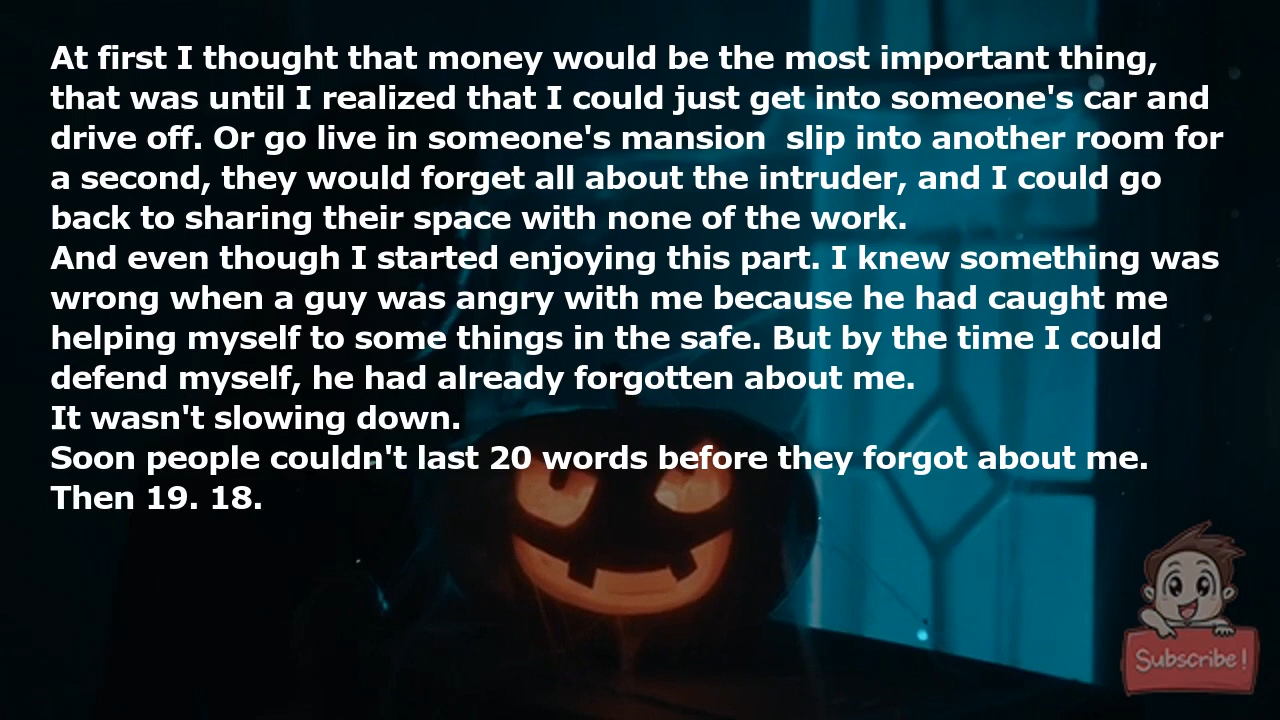 At first I thought that money would be the most important thing,
that was until I realized that I could just get into someone's car and
drive off. Or go live in someone's mansion  slip into another room for
a second, they would forget all about the intruder, and I could go
back to sharing their space with none of the work.
And even though I started enjoying this part. I knew something was
wrong when a guy was angry with me because he had caught me
helping myself to some things in the safe. But by the time I could
defend myself, he had already forgotten about me.
It wasn't slowing down.
Soon people couldn't last 20 words before they forgot about me.
Then 19. 18.
Subscribe!